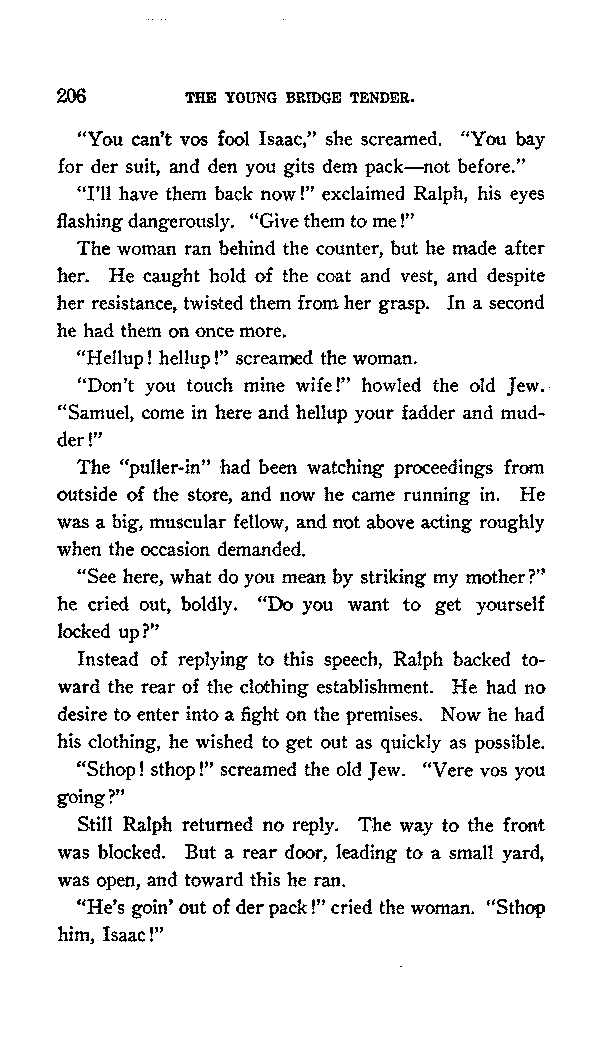 206 THE YOUNG BRIDGE TENDER.
"You can't vos fool Isaac," she screamed. "You bay
for der suit, and den you gits dem pack—not before."
"I'll have them back now!" exclaimed Ralph, his eyes
flashing dangerously. "Give them to me!"
The woman ran behind the counter, but he made after
her. He caught hold of the coat and vest, and despite
her resistance, twisted them from her grasp. In a second
he had them on once more.
"Hellup! hellup!" screamed the woman.
"Don't you touch mine wife!" howled the old Jew.
"Samuel, come in here and hellup your fadder and mud-
der!"
The "puller-in" had been watching proceedings from
outside of the store, and now he came running in. He
was a big, muscular fellow, and not above acting roughly
when the occasion demanded.
"See here, what do you mean by striking my mother?"
he cried out, boldly. "Do you want to get yourself
locked up?"
Instead of replying to this speech, Ralph backed to-
ward the rear of the clothing establishment. He had no
desire to enter into a fight on the premises. Now he had
his clothing, he wished to get out as quickly as possible.
"Sthop! sthop!" screamed the old Jew. "Vere vos you
going?"
Still Ralph returned no reply. The way to the front
was blocked. But a rear door, leading to a small yard,
was open, and toward this he ran.
"He's goin' out of der pack!" cried the woman. "Sthop
him, Isaac!"